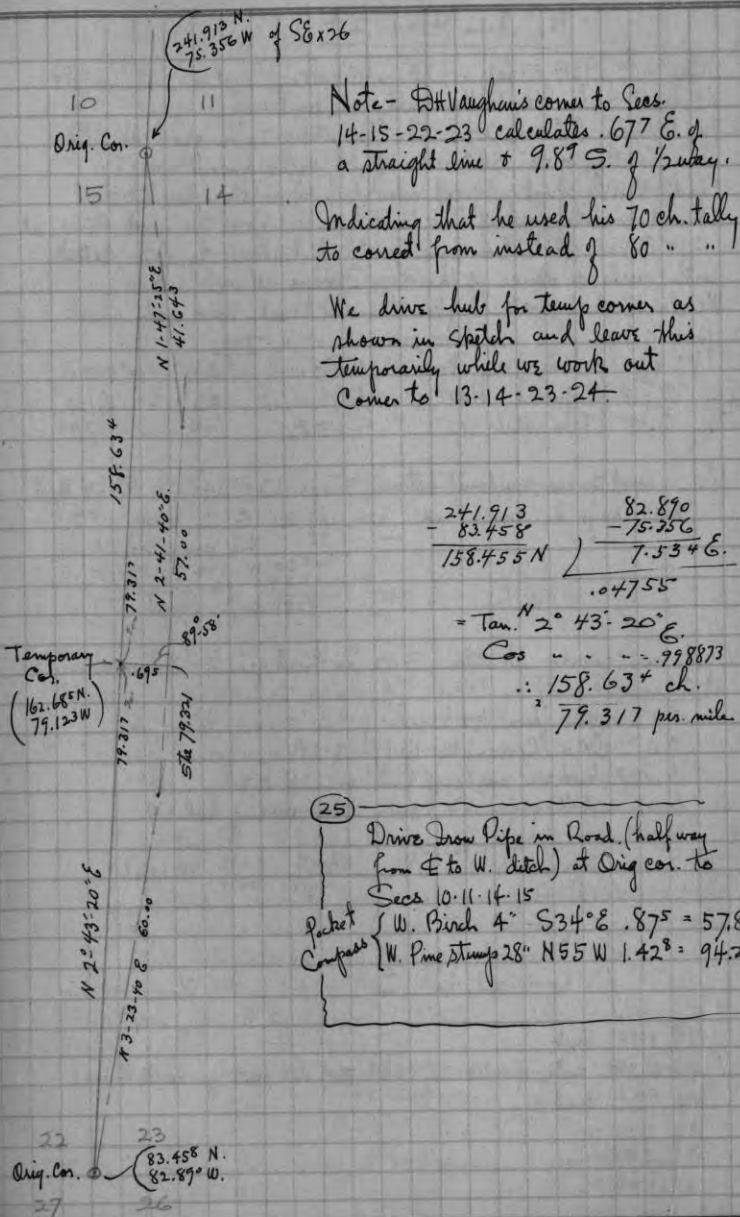 (241.913 N. of SE x 26
75.356 W)
10 11
Orig. Cor.
15 14
Note- DHVaughan's corner to Secs.
14-15-22-23 calculates .677 E. of
a straight line + 9.89 S. of 1/2 way.
Indicating that he used his 70 ch. tally
to correct from instead of 80 " "
We drive hub for temp corner as
shown in sketch and leave this
temporarily while we work out
Corner to 13-14-23-24
N 1-47-25 E
41.643
158.634
N 2-41-40 E.
57.00
79.317
241.913
- 83.458
158.455 N
82.890
-75.356
7.534 E.
.04755
= Tan. N 2° 43' - 20" E.
Cos " " " = .998873
∴ 158.634 ch.
79.317 per. mile
89-58'
Temporary
Cor.
(162.685 N.
79.123 W)
.695
79.317
Sta 79.321
(25)
Drive Iron Pipe in Road (half way
from ₵ to W. ditch) at Orig cor. to
Secs 10-11-14-15
Pocket Compass { W. Birch 4" S34°E .875 = 57.8
W. Pine stump 28" N55 W 1.428 = 94.2
N 2°-43'-20" E
N 3-23-40 E 60.00
22 23
Orig. Cor. (83.458 N.
82.890 W.
27 26